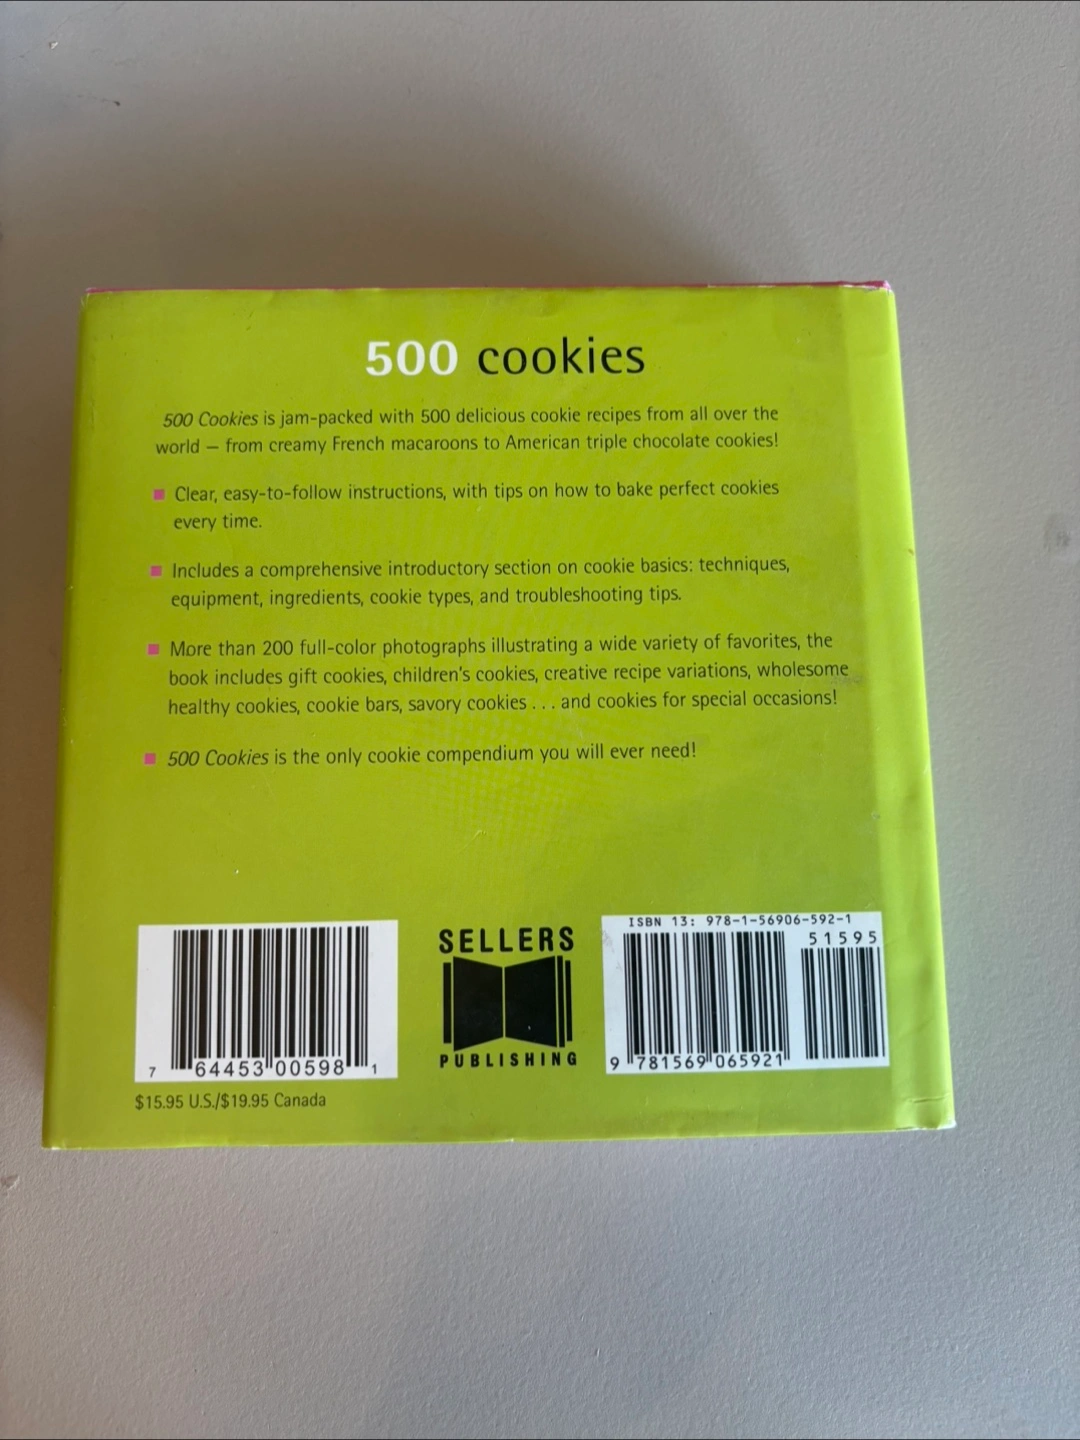 500 cookies
500 Cookies is jam-packed with 500 delicious cookie recipes from all over the
world — from creamy French macaroons to American triple chocolate cookies!
■ Clear, easy-to-follow instructions, with tips on how to bake perfect cookies
every time.
■ Includes a comprehensive introductory section on cookie basics: techniques,
equipment, ingredients, cookie types, and troubleshooting tips.
■ More than 200 full-color photographs illustrating a wide variety of favorites, the
book includes gift cookies, children's cookies, creative recipe variations, wholesome
healthy cookies, cookie bars, savory cookies . . . and cookies for special occasions!
■ 500 Cookies is the only cookie compendium you will ever need!
7 64453 00598 1
$15.95 U.S./$19.95 Canada
SELLERS
PUBLISHING
ISBN 13: 978-1-56906-592-1
51595
9 781569 065921